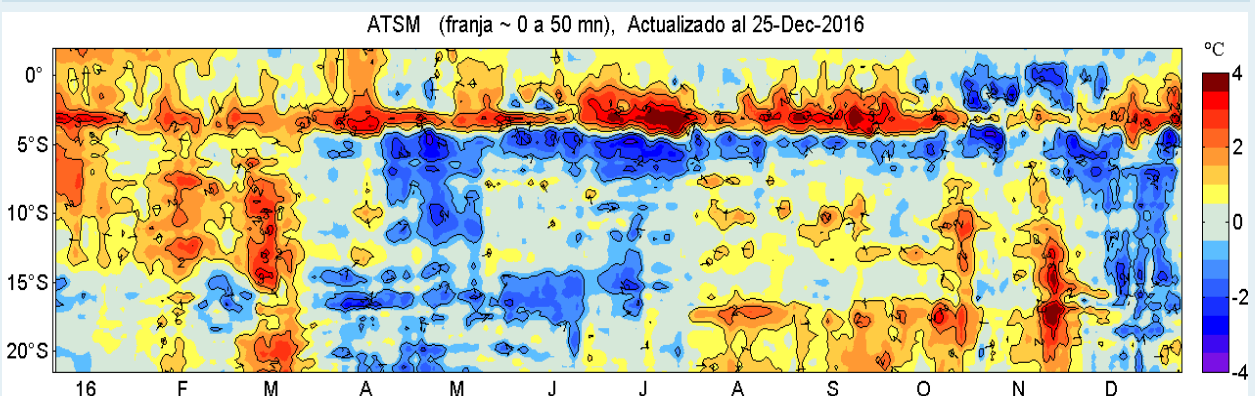 ATSM (franja ~ 0 a 50 mn), Actualizado al 25-Dec-2016
°C
0°
5°S
10°S
15°S
20°S
4
2
0
-2
-4
16 F M A M J J A S O N D